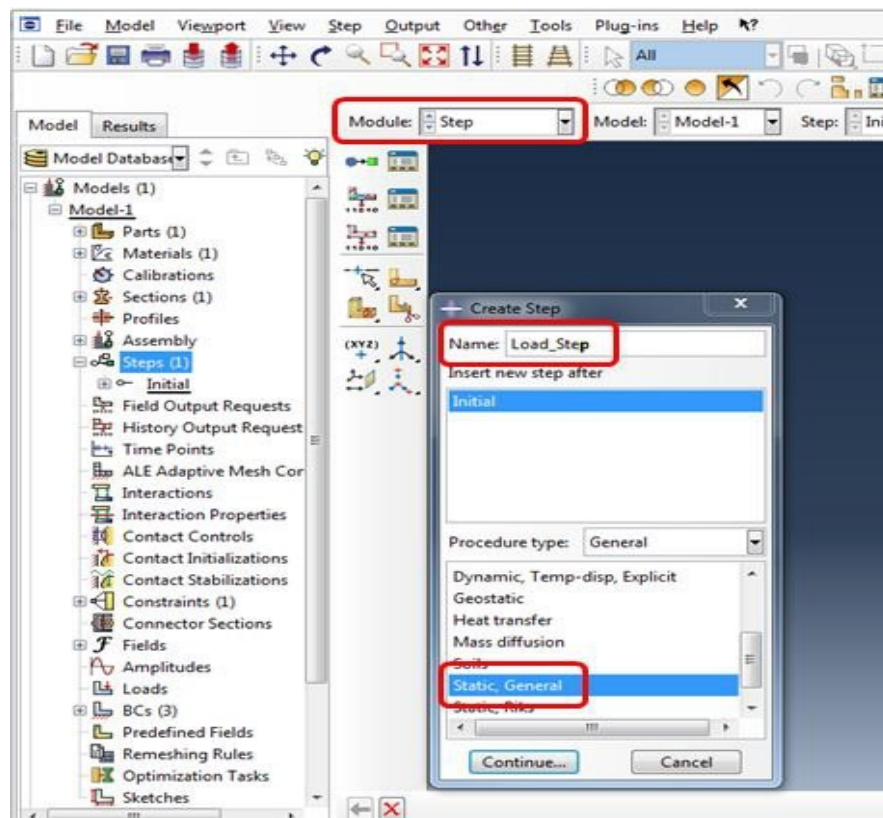 File Model Viewport View Step Output Other Tools Plug-ins Help
All
Model Results
Module: Step Model: Model-1 Step: Ini
Model Database
Models (1)
Model-1
Parts (1)
Materials (1)
Calibrations
Sections (1)
Profiles
Assembly
Steps (1)
Initial
Field Output Requests
History Output Request
Time Points
ALE Adaptive Mesh Cor
Interactions
Interaction Properties
Contact Controls
Contact Initializations
Contact Stabilizations
Constraints (1)
Connector Sections
Fields
Amplitudes
Loads
BCs (3)
Predefined Fields
Remeshing Rules
Optimization Tasks
Sketches
(XYZ)
Create Step
Name: Load_Step
Insert new step after
Initial
Procedure type: General
Dynamic, Temp-disp, Explicit
Geostatic
Heat transfer
Mass diffusion
Soils
Static, General
Static, Riks
Continue... Cancel